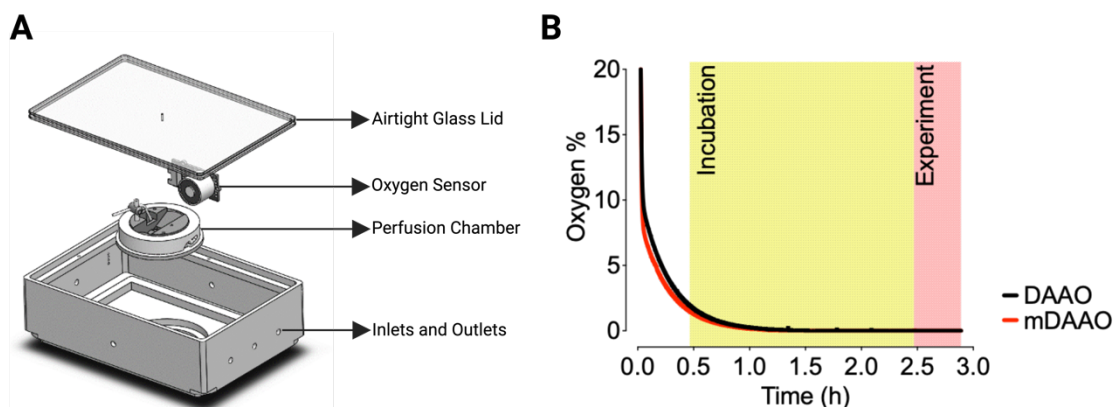 A
Airtight Glass Lid
Oxygen Sensor
Perfusion Chamber
Inlets and Outlets
B
Oxygen %
20
15
10
5
0
Incubation
Experiment
0.0 0.5 1.0 1.5 2.0 2.5 3.0
Time (h)
DAAO
mDAAO